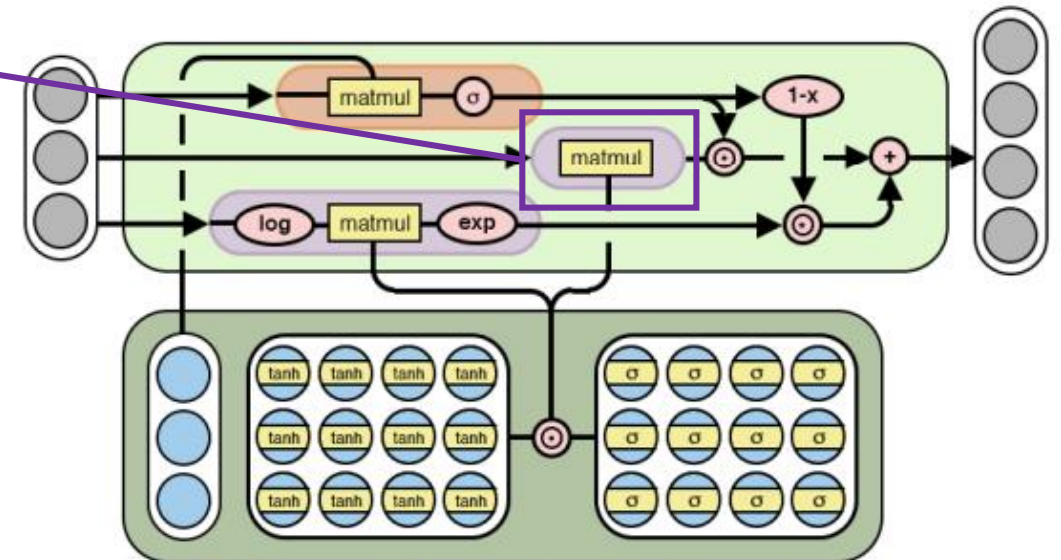 matmul σ 1-x
matmul ⊙ +
log matmul exp ⊙
tanh tanh tanh tanh σ σ σ σ
tanh tanh tanh tanh ⊙ σ σ σ σ
tanh tanh tanh tanh σ σ σ σ